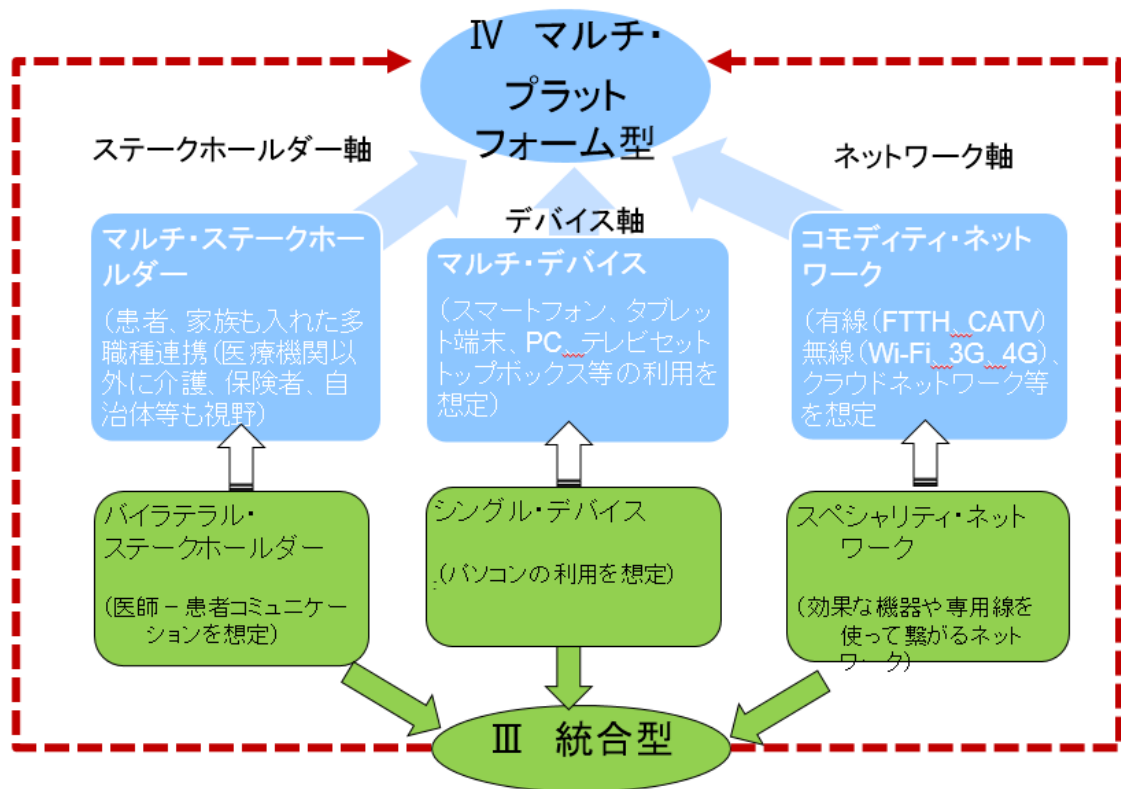 Ⅳ マルチ・
プラット
フォーム型
ステークホールダー軸
ネットワーク軸
デバイス軸
マルチ・ステークホ
ルダー
(患者、家族も入れた多
職種連携(医療機関以
外に介護、保険者、自
治体等も視野)
マルチ・デバイス
(スマートフォン、タブレット
端末、PC、テレビセット
トップボックス等の利用を
想定)
コモディティ・ネット
ワーク
(有線(FTTH、CATV)
無線(Wi-Fi、3G、4G)、
クラウドネットワーク等
を想定
バイラテラル・
ステークホールダー
(医師－患者コミュニケー
ションを想定)
シングル・デバイス
(パソコンの利用を想定)
スペシャリティ・ネット
ワーク
(効果な機器や専用線を
使って繋がるネット
ワーク)
Ⅲ 統合型